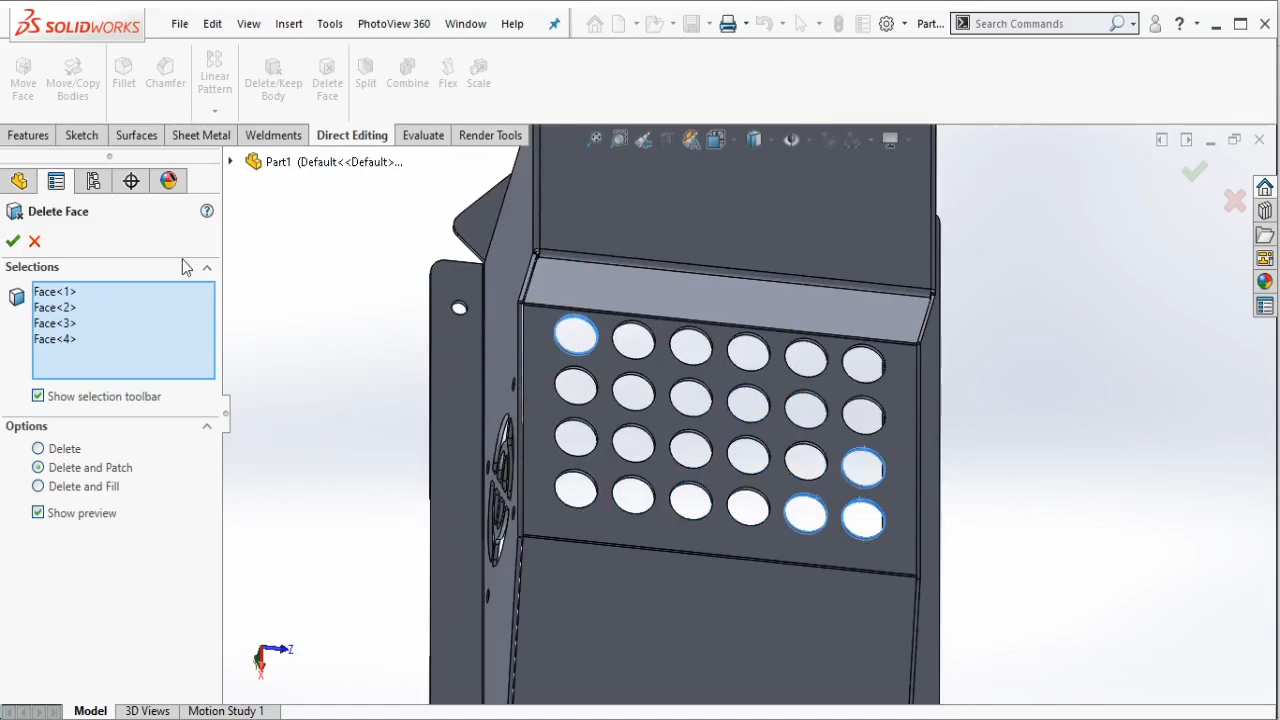 SOLIDWORKS
File Edit View Insert Tools PhotoView 360 Window Help
Part...
Search Commands
Move Face
Move/Copy Bodies
Fillet
Chamfer
Linear Pattern
Delete/Keep Body
Delete Face
Split
Combine
Flex
Scale
Features Sketch Surfaces Sheet Metal Weldments Direct Editing Evaluate Render Tools
Part1 (Default<<Default>...
Delete Face
Selections
Face<1>
Face<2>
Face<3>
Face<4>
Show selection toolbar
Options
Delete
Delete and Patch
Delete and Fill
Show preview
Z
X
Model 3D Views Motion Study 1